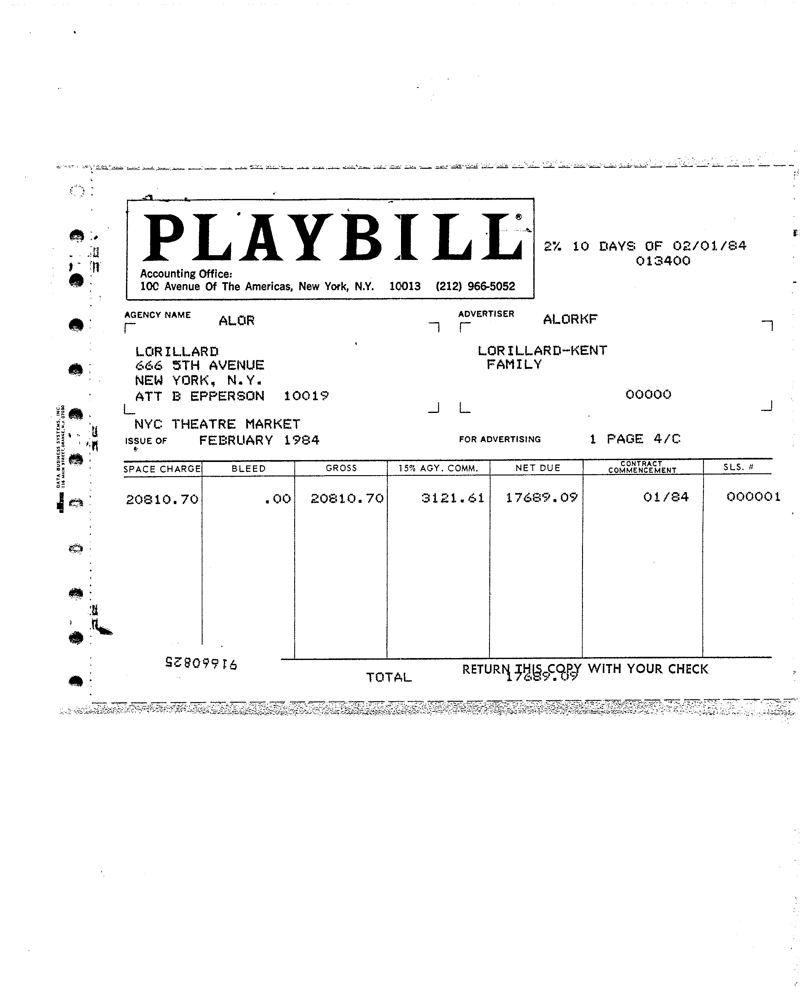 PLAYBILL®
Accounting Office:
100 Avenue Of The Americas, New York, N.Y. 10013 (212) 966-5052
2% 10 DAYS OF 02/01/84
013400
AGENCY NAME ALOR
ADVERTISER ALORKF
LORILLARD
666 5TH AVENUE
NEW YORK, N.Y.
ATT B EPPERSON 10019
LORILLARD-KENT
FAMILY
00000
NYC THEATRE MARKET
ISSUE OF FEBRUARY 1984
FOR ADVERTISING 1 PAGE 4/C
SPACE CHARGE BLEED GROSS 15% AGY. COMM. NET DUE CONTRACT COMMENCEMENT SLS. #
20810.70 .00 20810.70 3121.61 17689.09 01/84 000001
91660825
RETURN THIS COPY WITH YOUR CHECK
TOTAL 17689.09
DATA BUSINESS SYSTEMS, INC.